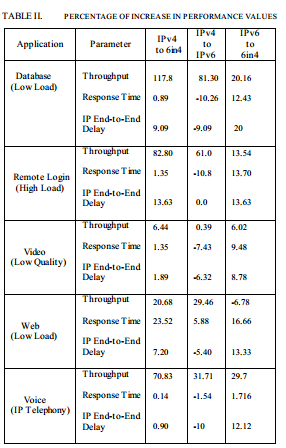 TABLE II. PERCENTAGE OF INCREASE IN PERFORMANCE VALUES
Application Parameter IPv4 to 6in4 IPv4 to IPv6 IPv6 to 6in4
Database (Low Load)
Throughput 117.8 81.30 20.16
Response Time 0.89 -10.26 12.43
IP End-to-End Delay 9.09 -9.09 20
Remote Login (High Load)
Throughput 82.80 61.0 13.54
Response Time 1.35 -10.8 13.70
IP End-to-End Delay 13.63 0.0 13.63
Video (Low Quality)
Throughput 6.44 0.39 6.02
Response Time 1.35 -7.43 9.48
IP End-to-End Delay 1.89 -6.32 8.78
Web (Low Load)
Throughput 20.68 29.46 -6.78
Response Time 23.52 5.88 16.66
IP End-to-End Delay 7.20 -5.40 13.33
Voice (IP Telephony)
Throughput 70.83 31.71 29.7
Response Time 0.14 -1.54 1.716
IP End-to-End Delay 0.90 -10 12.12